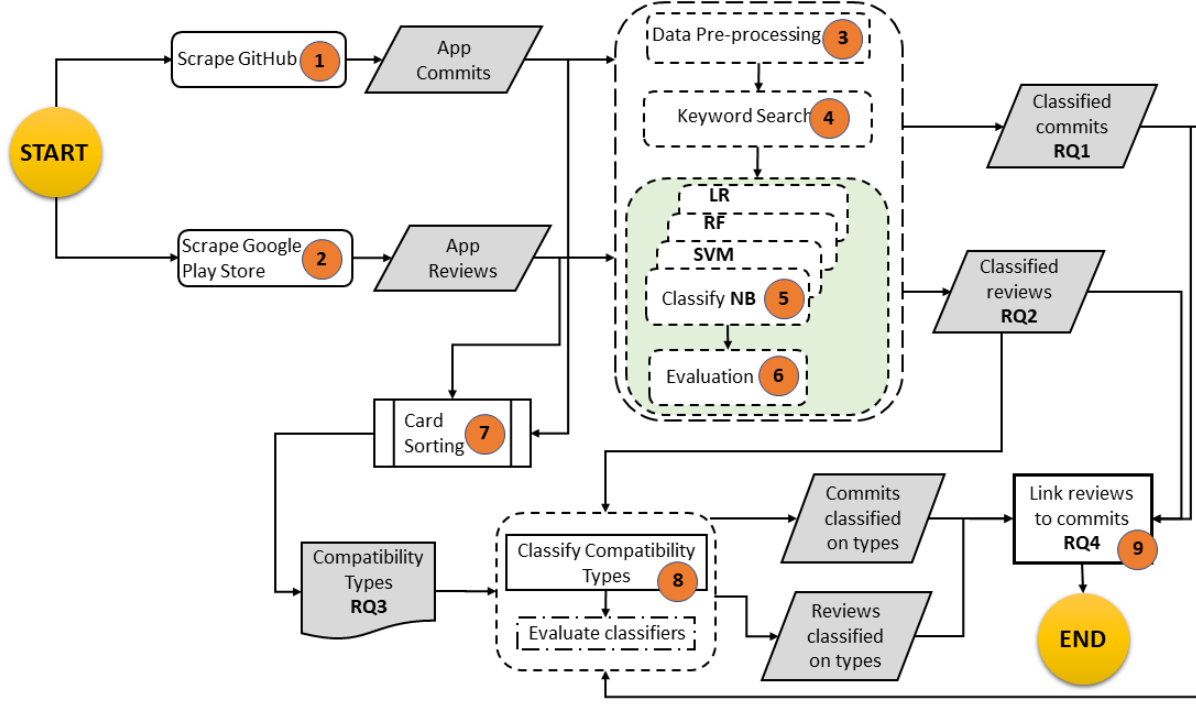 START
Scrape GitHub 1
App
Commits
Scrape Google
Play Store
2
App
Reviews
Data Pre-processing 3
Keyword Search 4
LR
RF
SVM
Classify NB 5
Evaluation 6
Classified
commits
RQ1
Classified
reviews
RQ2
Card
Sorting
7
Compatibility
Types
RQ3
Classify Compatibility
Types 8
Evaluate classifiers
Commits
classified
on types
Reviews
classified
on types
Link reviews
to commits
RQ4 9
END